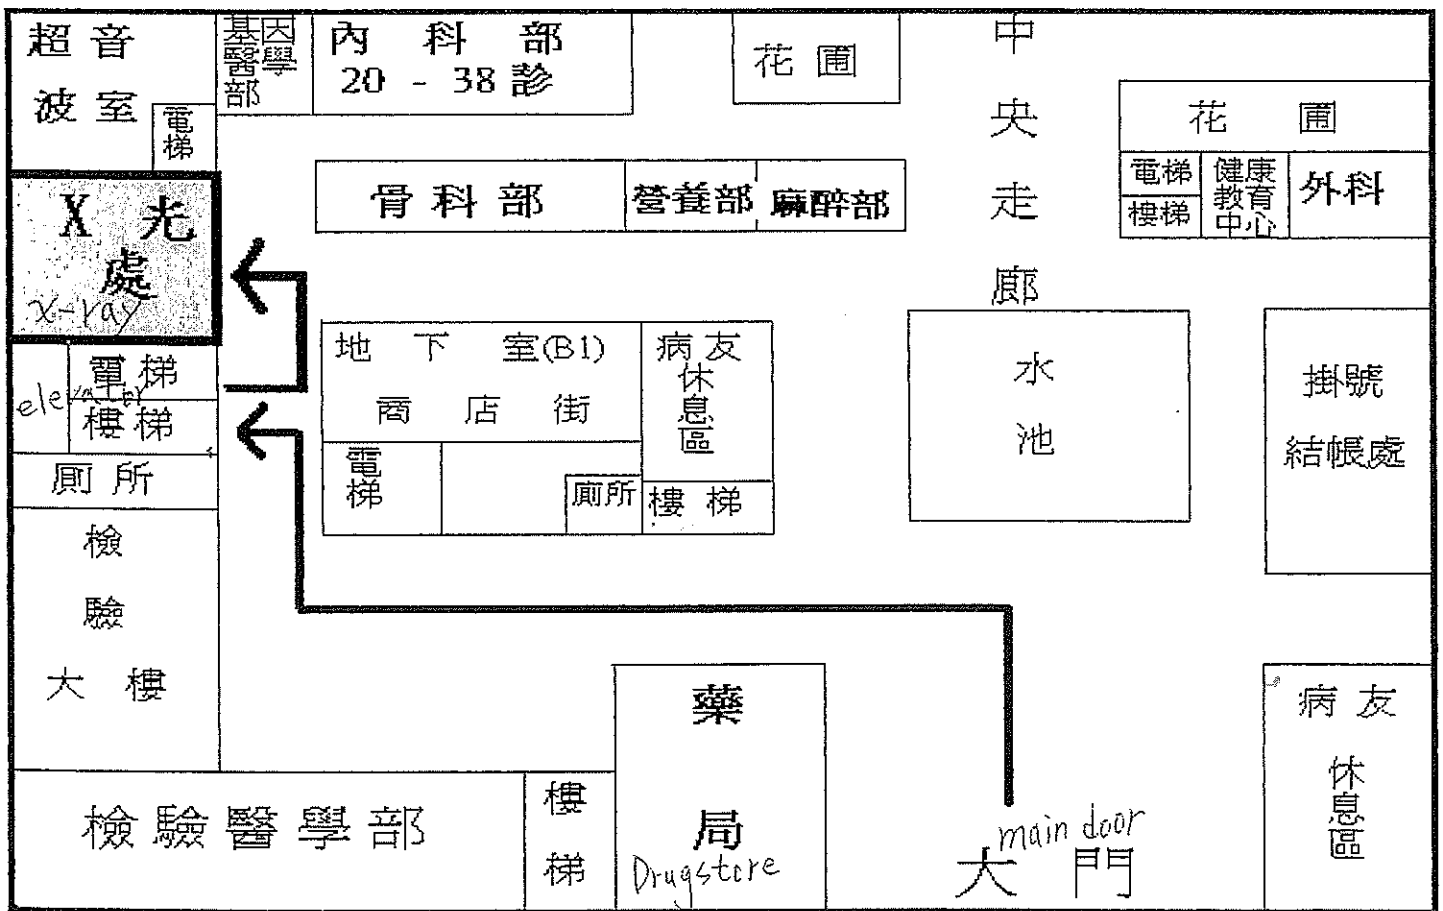 超音
波室
電梯
基因
醫學
部
內科部
20 - 38 診
花圃
中央走廊
花圃
電梯
樓梯
健康
教育
中心
外科
骨科部
營養部
麻醉部
X光
處
x-ray
電梯
elevator
樓梯
廁所
檢驗
大樓
地下室(B1)
商店街
電梯
廁所
病友
休息區
樓梯
水池
掛號
結帳處
檢驗醫學部
樓梯
藥局
Drugstore
main door
大門
病友
休息區